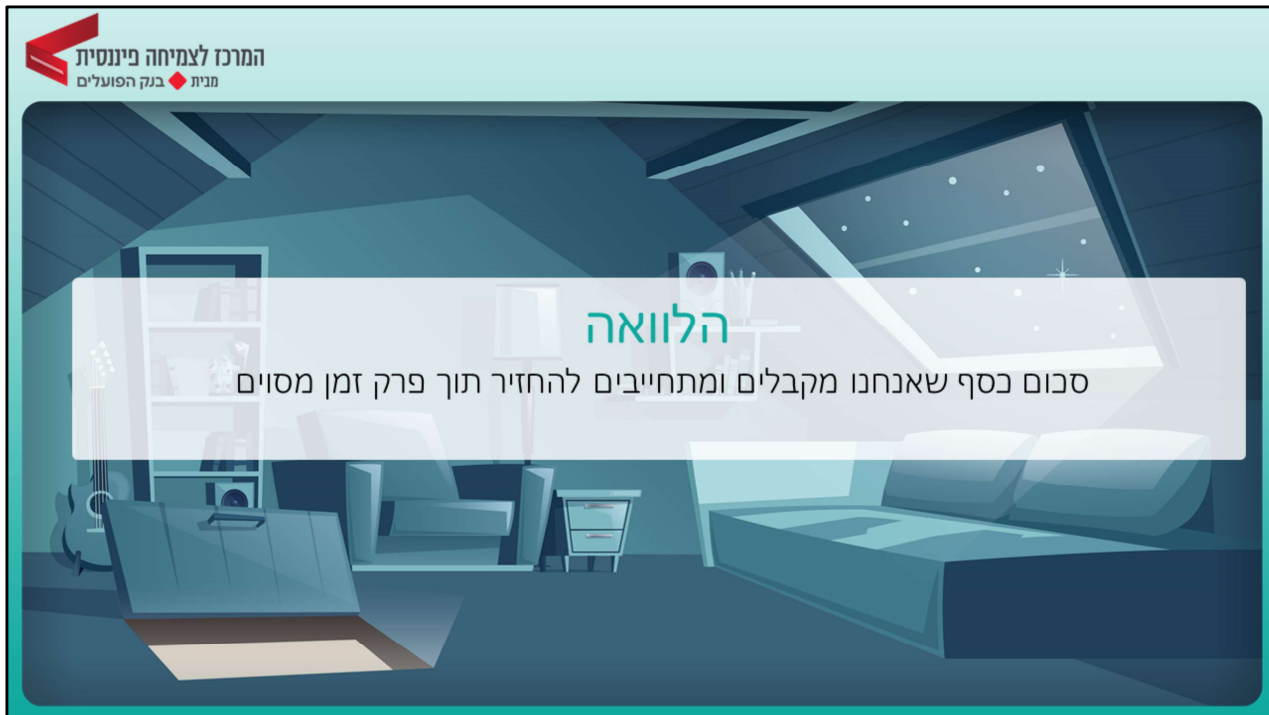 המרכז לצמיחה פיננסית
מבית בנק הפועלים
הלוואה
סכום כסף שאנחנו מקבלים ומתחייבים להחזיר תוך פרק זמן מסוים